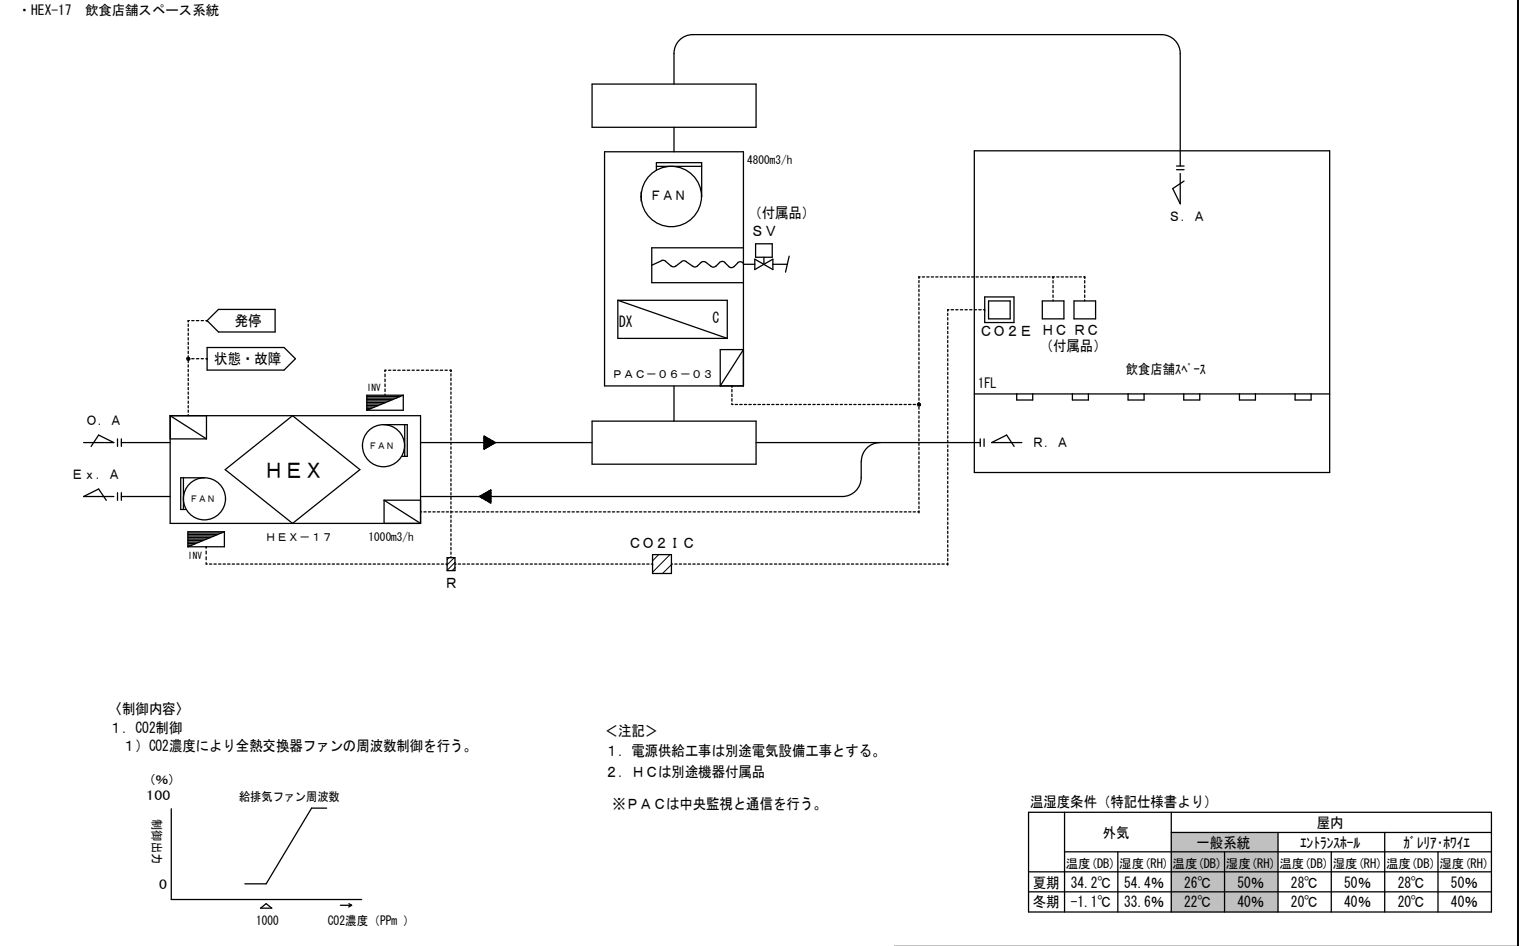 ・HEX-17　飲食店舗スペース系統
4800m3/h
FAN
(付属品)
SV
S. A
発停
状態・故障
DX
C
PAC－06－03
CO2E
HC
RC
(付属品)
飲食店舗ｽﾍﾟｰｽ
1FL
INV
O. A
FAN
HEX
R. A
Ex. A
FAN
HEX－17
1000m3/h
INV
CO2IC
R
〈制御内容〉
１．CO2制御
１）CO2濃度により全熱交換器ファンの周波数制御を行う。
(%)
100
給排気ファン周波数
制御出力
0
1000
CO2濃度 (PPm )
＜注記＞
１．電源供給工事は別途電気設備工事とする。
２．ＨＣは別途機器付属品
※ＰＡＣは中央監視と通信を行う。
温湿度条件（特記仕様書より）
外気 屋内
一般系統 ｴﾝﾄﾗﾝｽﾎｰﾙ ｶﾞﾚﾘｱ･ﾎﾜｲｴ
温度(DB) 湿度(RH) 温度(DB) 湿度(RH) 温度(DB) 湿度(RH) 温度(DB) 湿度(RH)
夏期 34.2℃ 54.4% 26℃ 50% 28℃ 50% 28℃ 50%
冬期 -1.1℃ 33.6% 22℃ 40% 20℃ 40% 20℃ 40%